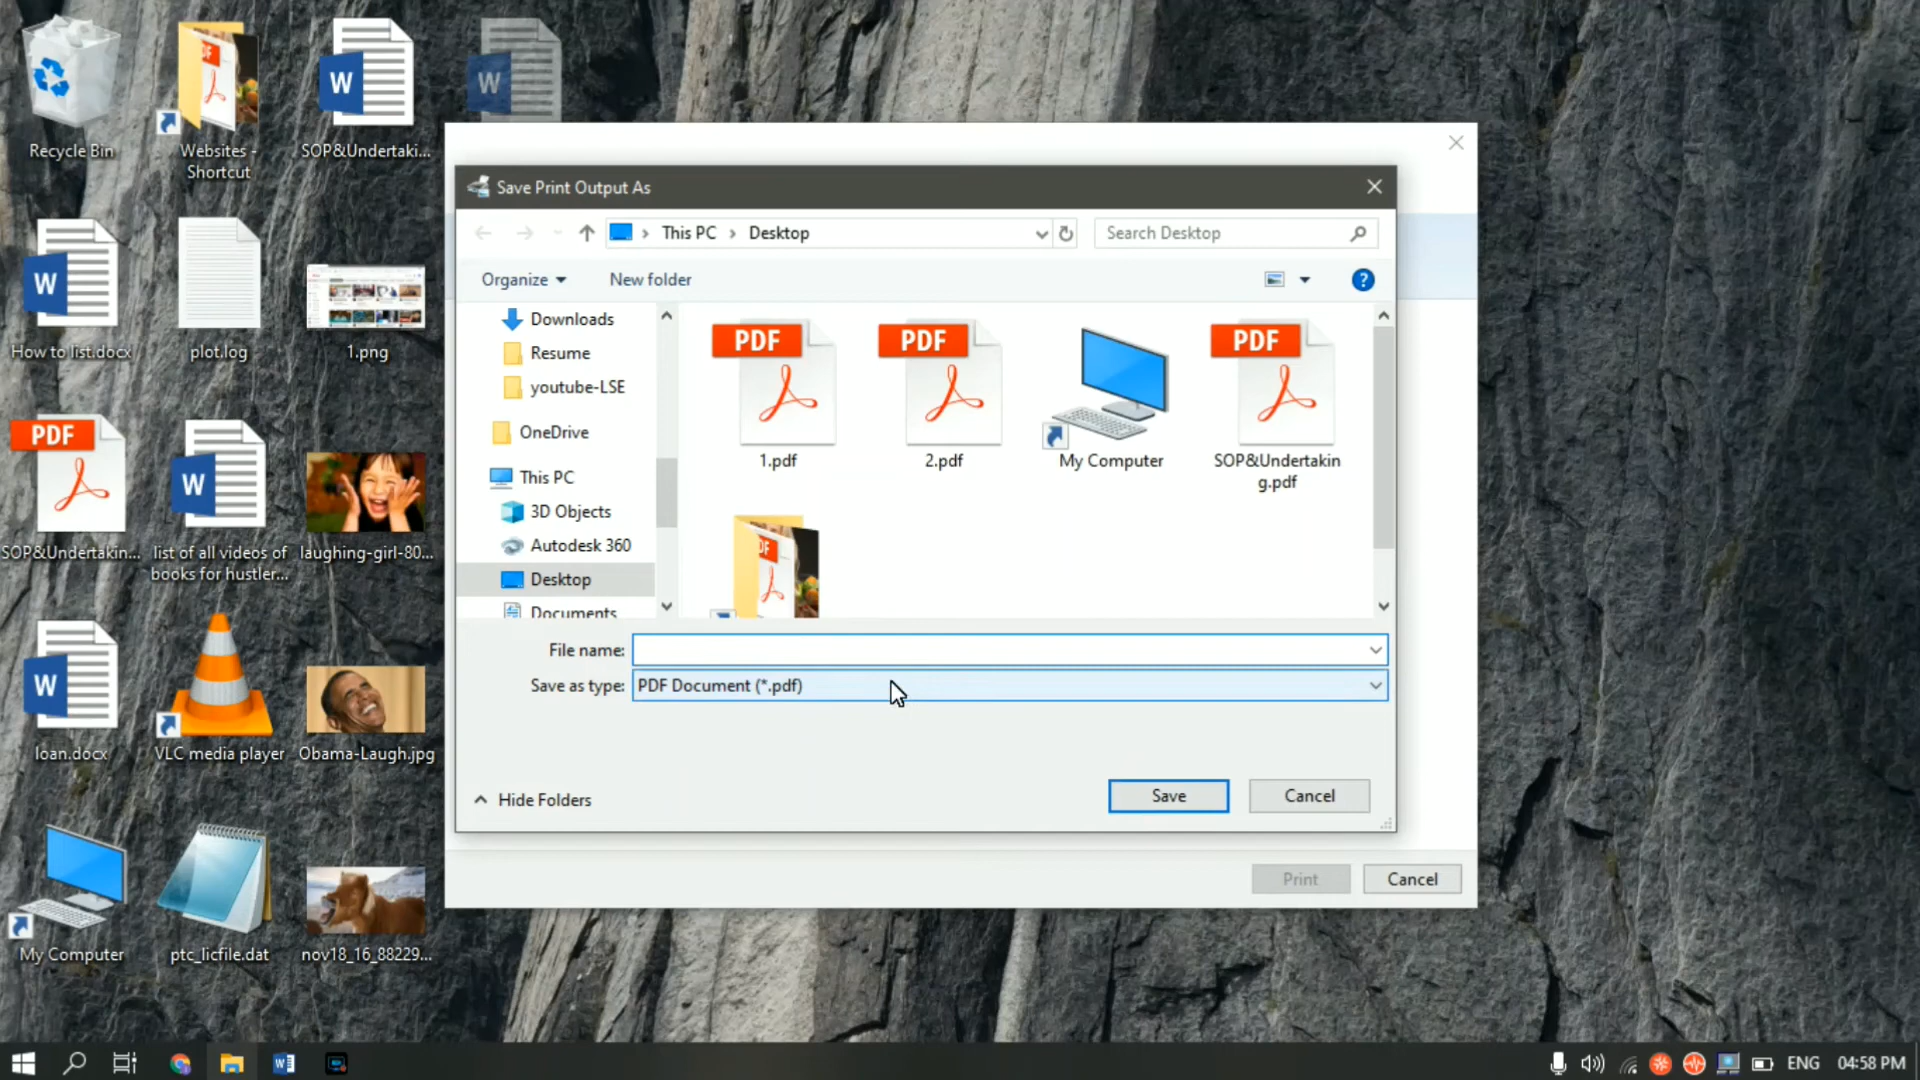 Recycle Bin
Websites -
Shortcut
SOP&Undertaki...
W
W
PDF
How to list.docx
plot.log
1.png
W
PDF
SOP&Undertakin...
list of all videos of
books for hustler...
laughing-girl-80...
W
loan.docx
VLC media player
Obama-Laugh.jpg
W
My Computer
ptc_licfile.dat
nov18_16_88229...
Save Print Output As
This PC
Desktop
Search Desktop
Organize
New folder
?
Downloads
Resume
youtube-LSE
OneDrive
This PC
3D Objects
Autodesk 360
Desktop
Documents
PDF
1.pdf
PDF
2.pdf
My Computer
PDF
SOP&Undertakin
g.pdf
PDF
File name:
Save as type:
PDF Document (*.pdf)
Hide Folders
Save
Cancel
Print
Cancel
W
ENG
04:58 PM